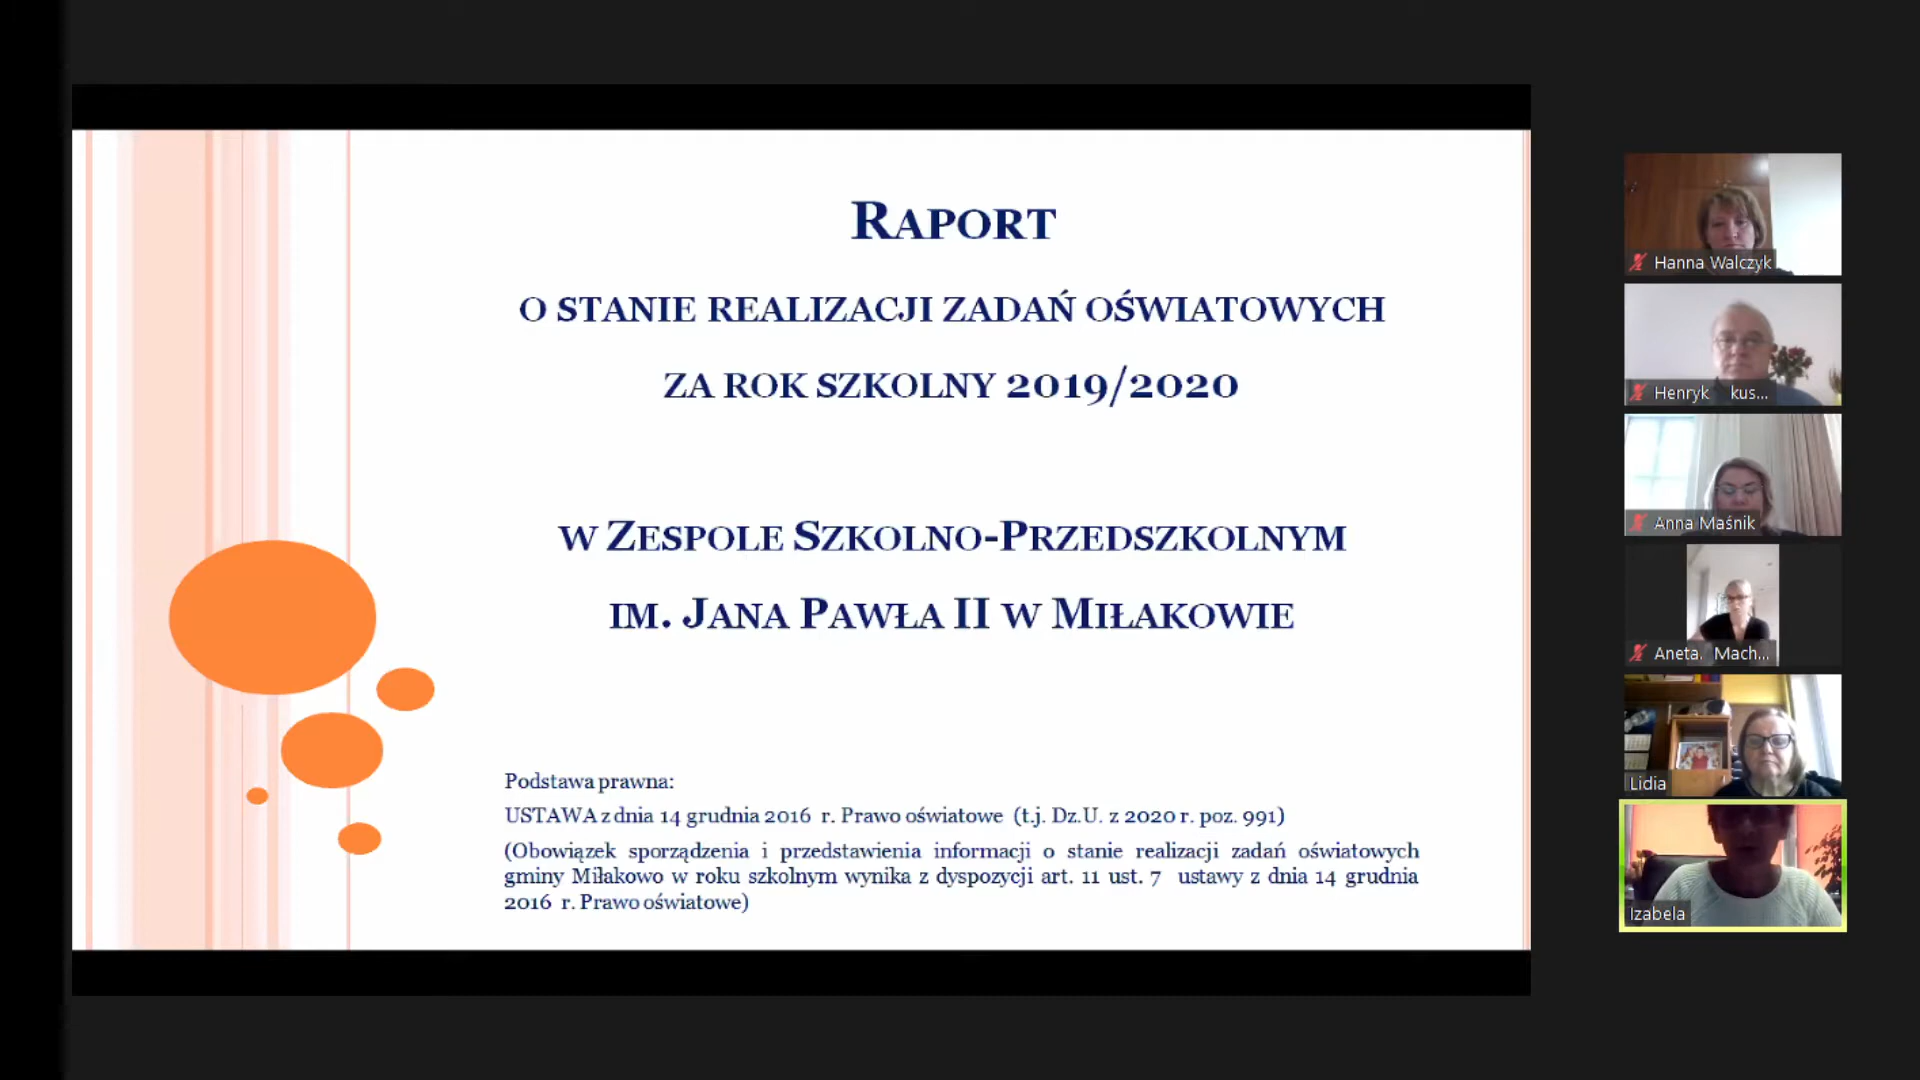 RAPORT
O STANIE REALIZACJI ZADAŃ OŚWIATOWYCH
ZA ROK SZKOLNY 2019/2020
W ZESPOLE SZKOLNO-PRZEDSZKOLNYM
IM. JANA PAWŁA II W MIŁAKOWIE
Podstawa prawna:
USTAWA z dnia 14 grudnia 2016 r. Prawo oświatowe (t.j. Dz.U. z 2020 r. poz. 991)
(Obowiązek sporządzenia i przedstawienia informacji o stanie realizacji zadań oświatowych
gminy Miłakowo w roku szkolnym wynika z dyspozycji art. 11 ust. 7 ustawy z dnia 14 grudnia
2016 r. Prawo oświatowe)
Hanna Walczyk
Henryk kus...
Anna Maśnik
Aneta. Mach...
Lidia
Izabela